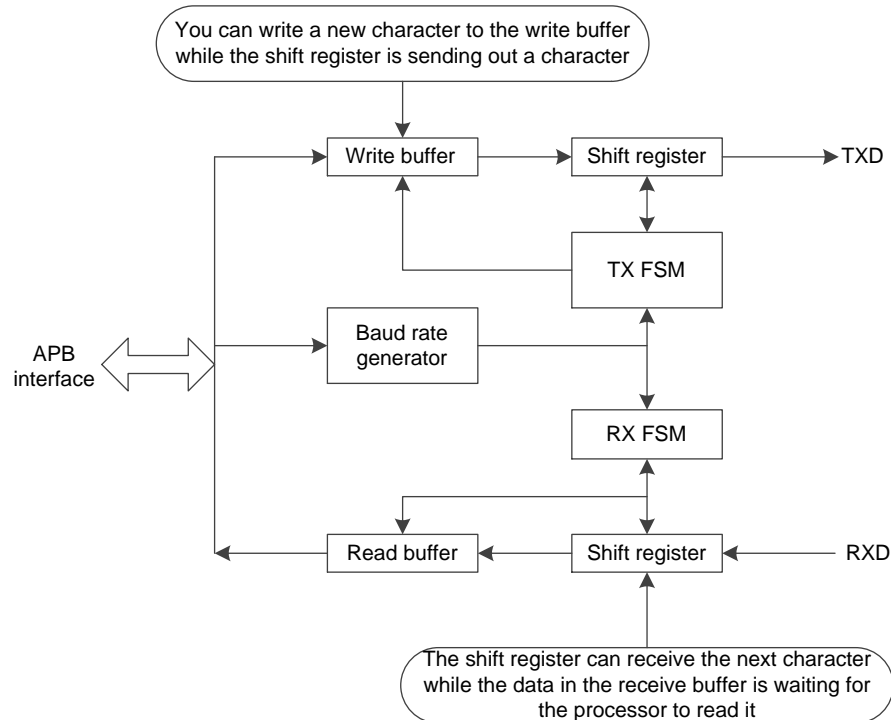 You can write a new character to the write buffer
while the shift register is sending out a character
Write buffer
Shift register
TXD
TX FSM
Baud rate
generator
APB
interface
RX FSM
Read buffer
Shift register
RXD
The shift register can receive the next character
while the data in the receive buffer is waiting for
the processor to read it